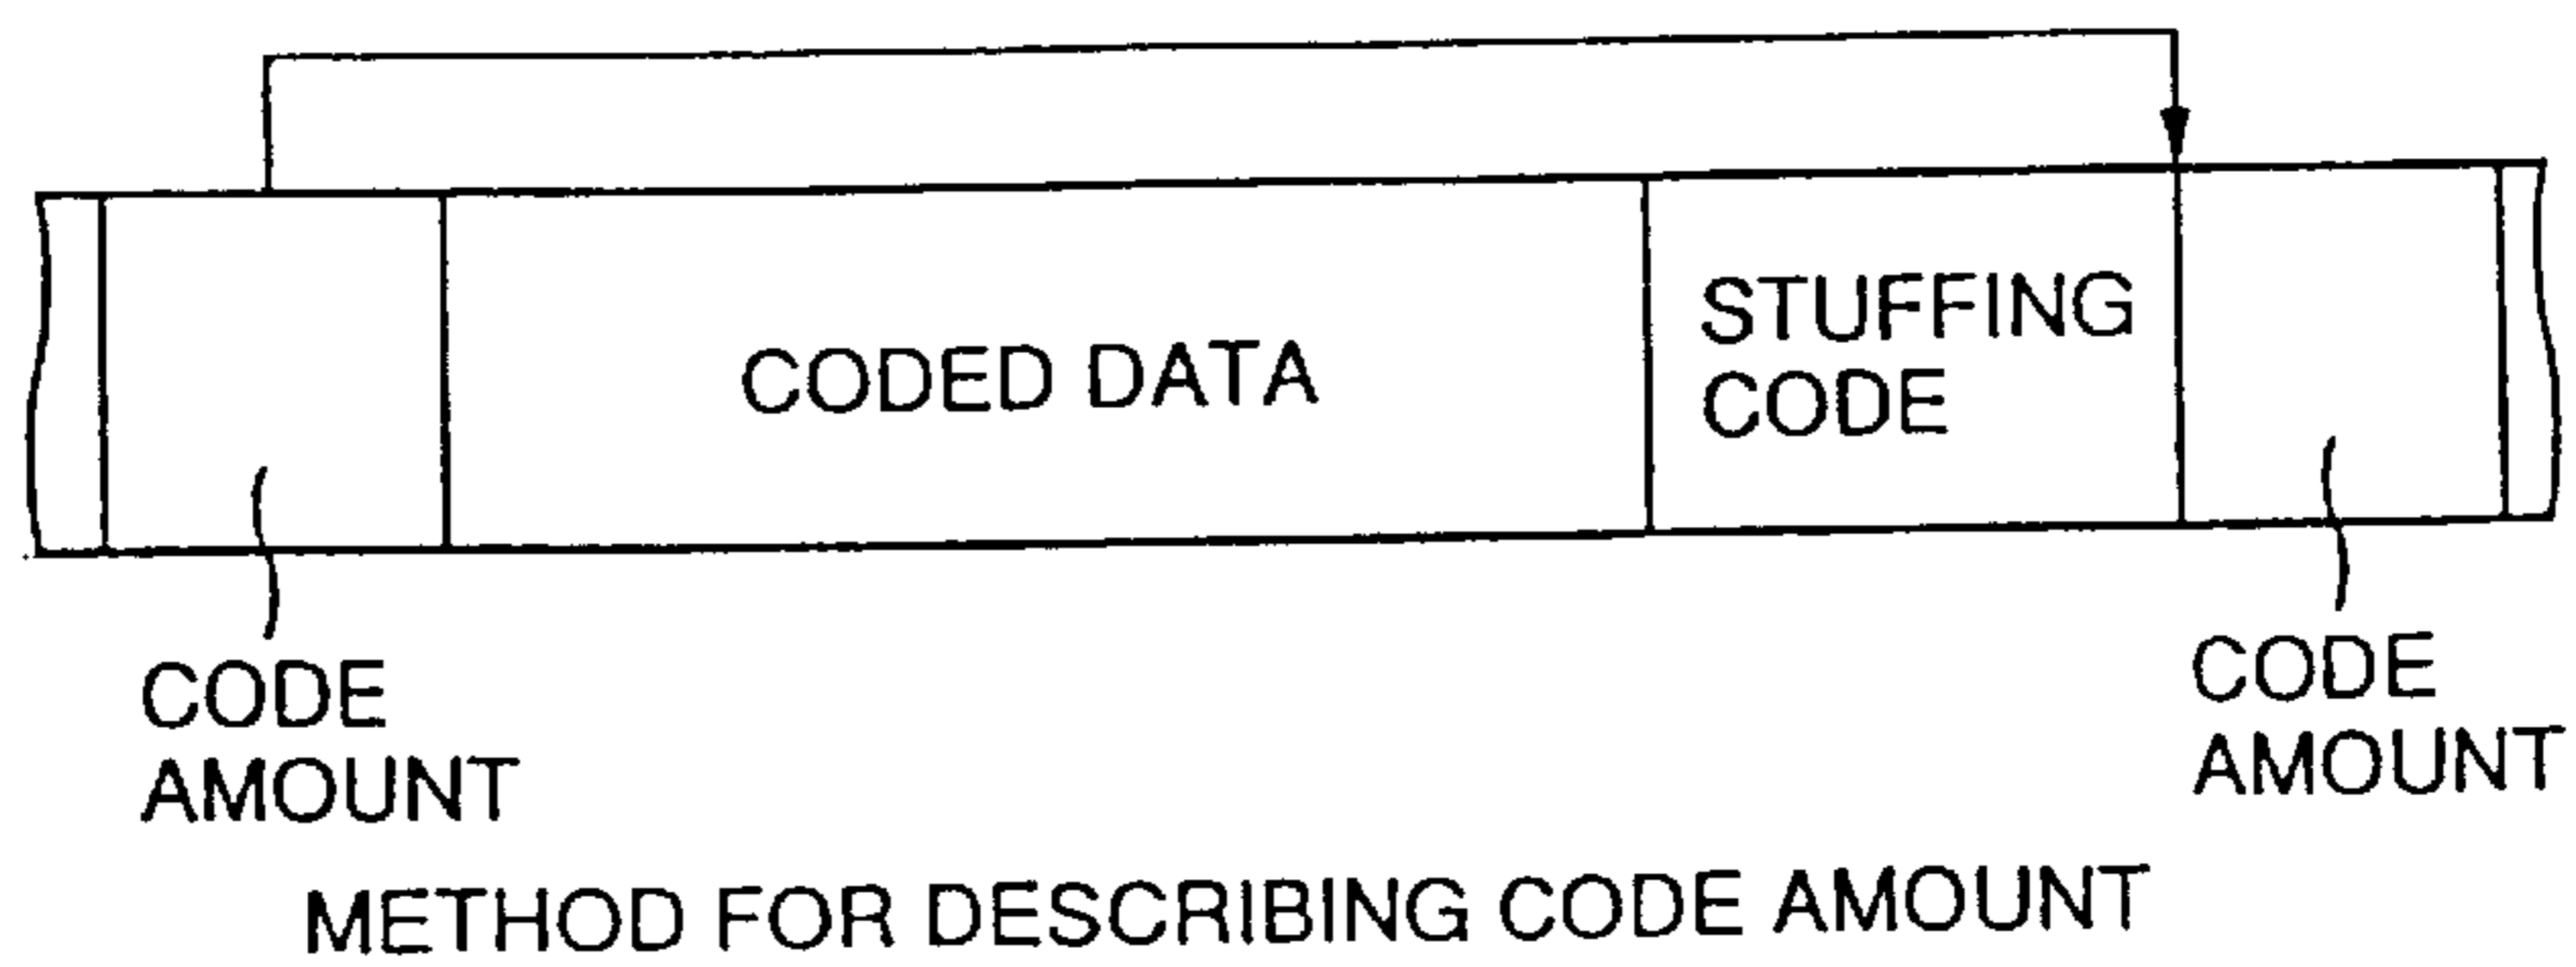 CODED DATA
STUFFING
CODE
CODE
AMOUNT
CODE
AMOUNT
METHOD FOR DESCRIBING CODE AMOUNT